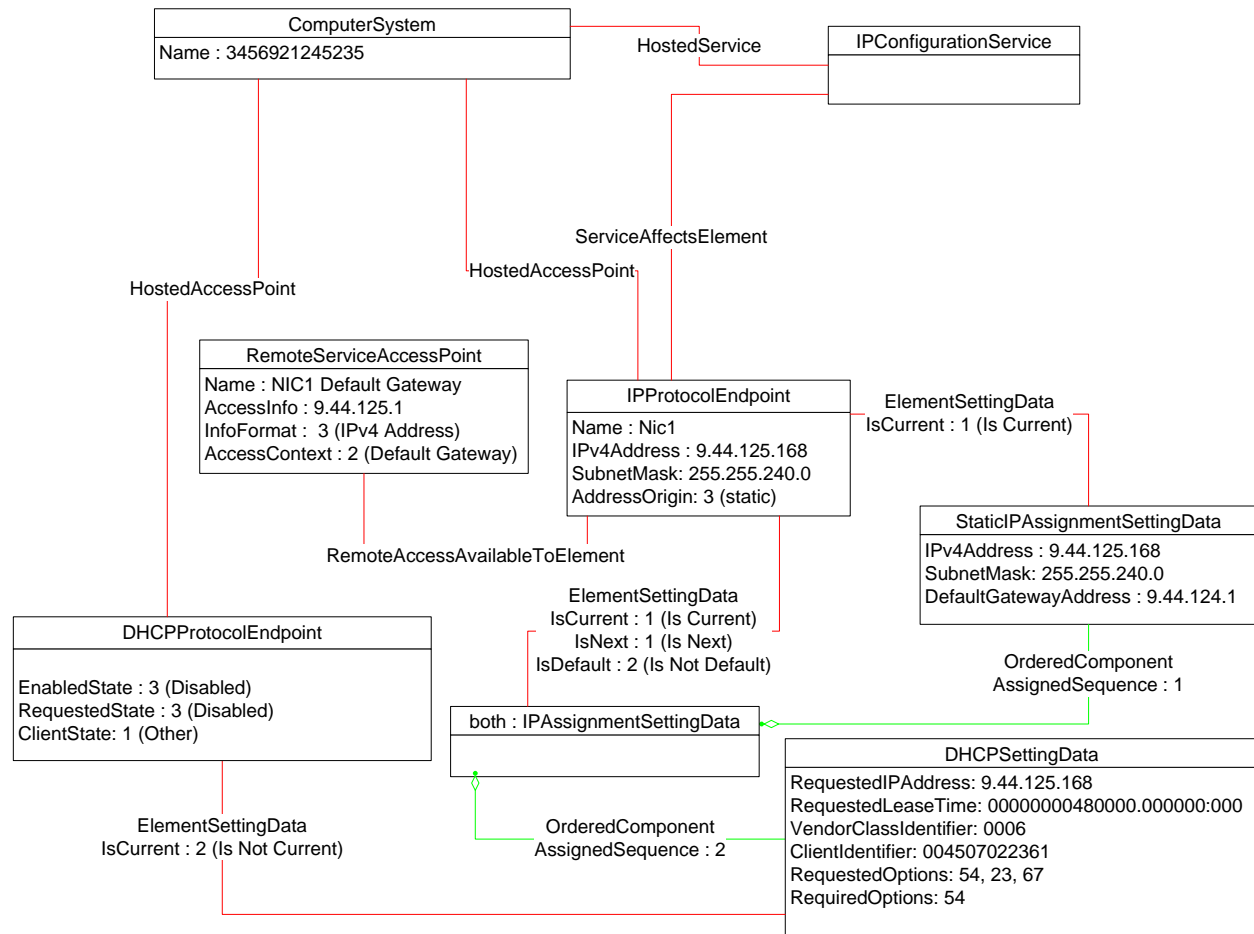 ComputerSystem
Name : 3456921245235
HostedService
IPConfigurationService
ServiceAffectsElement
HostedAccessPoint
HostedAccessPoint
RemoteServiceAccessPoint
Name : NIC1 Default Gateway
AccessInfo : 9.44.125.1
InfoFormat :  3 (IPv4 Address)
AccessContext : 2 (Default Gateway)
IPProtocolEndpoint
Name : Nic1
IPv4Address : 9.44.125.168
SubnetMask: 255.255.240.0
AddressOrigin: 3 (static)
ElementSettingData
IsCurrent : 1 (Is Current)
StaticIPAssignmentSettingData
IPv4Address : 9.44.125.168
SubnetMask: 255.255.240.0
DefaultGatewayAddress : 9.44.124.1
RemoteAccessAvailableToElement
ElementSettingData
IsCurrent : 1 (Is Current)
IsNext : 1 (Is Next)
IsDefault : 2 (Is Not Default)
DHCPProtocolEndpoint
EnabledState : 3 (Disabled)
RequestedState : 3 (Disabled)
ClientState: 1 (Other)
OrderedComponent
AssignedSequence : 1
both : IPAssignmentSettingData
DHCPSettingData
RequestedIPAddress: 9.44.125.168
RequestedLeaseTime: 00000000480000.000000:000
VendorClassIdentifier: 0006
ClientIdentifier: 004507022361
RequestedOptions: 54, 23, 67
RequiredOptions: 54
OrderedComponent
AssignedSequence : 2
ElementSettingData
IsCurrent : 2 (Is Not Current)